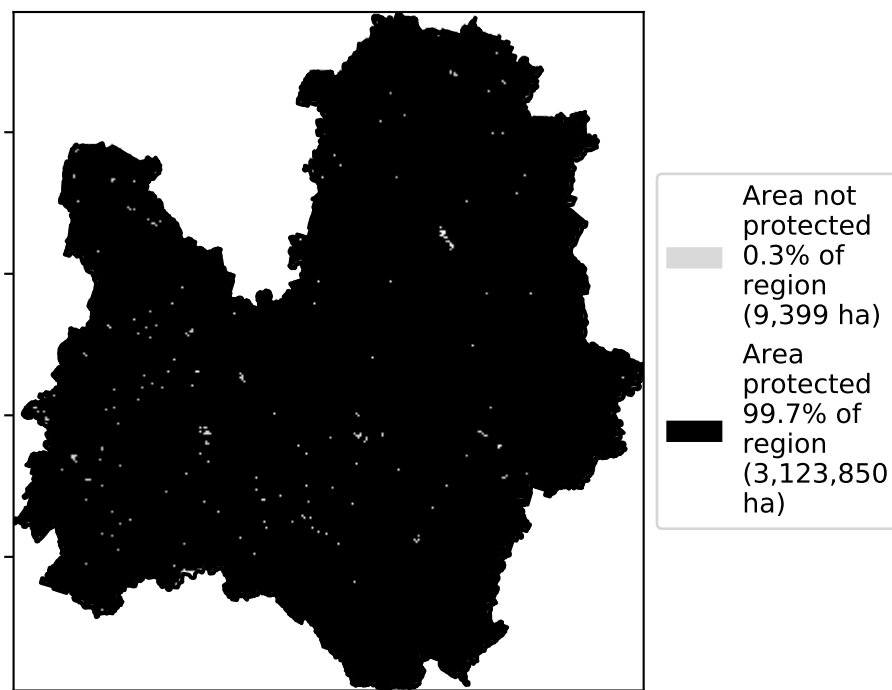 Area not
protected
0.3% of
region
(9,399 ha)
Area
protected
99.7% of
region
(3,123,850
ha)